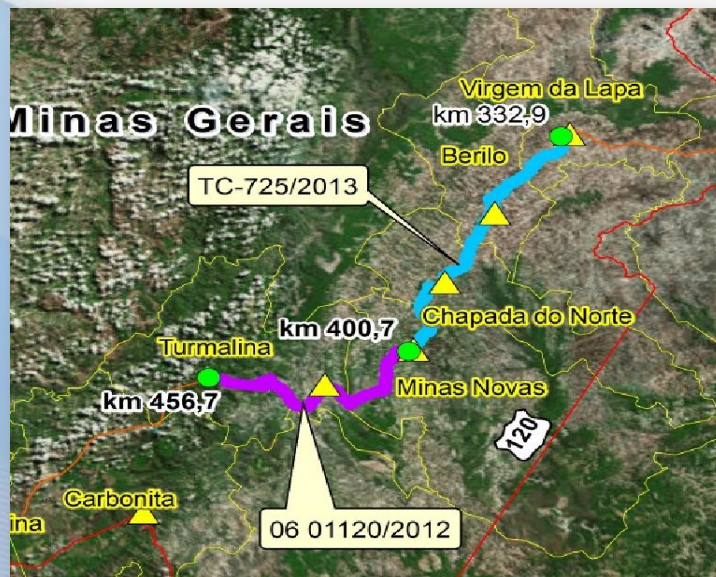 Virgem da Lapa
km 332,9
Minas Gerais
Berilo
TC-725/2013
Chapada do Norte
km 400,7
Turmalina
Minas Novas
km 456,7
120
Carbonita
ina
06 01120/2012